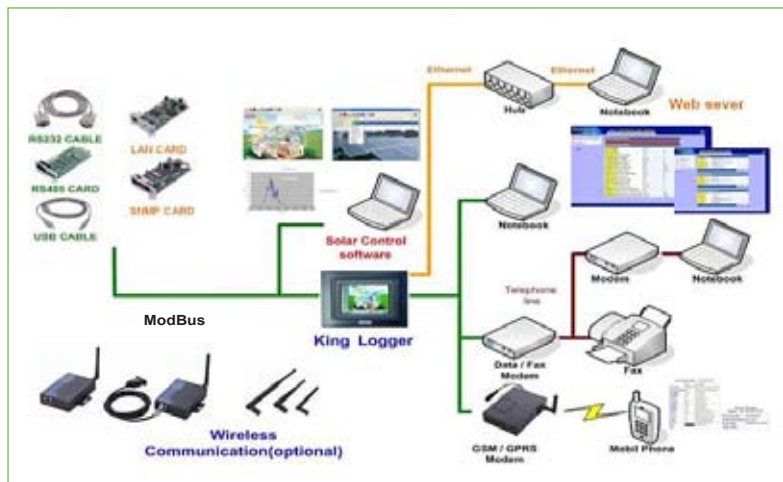 Ethernet
Ethernet
Hub
Notebook
Web sever
RS232 CABLE
LAN CARD
RS485 CARD
SNMP CARD
USB CABLE
Notebook
Solar Control
software
Modem
Notebook
Telephone
line
ModBus
King Logger
Data / Fax
Modem
Fax
Wireless
Communication(optional)
GSM / GPRS
Modem
Mobil Phone